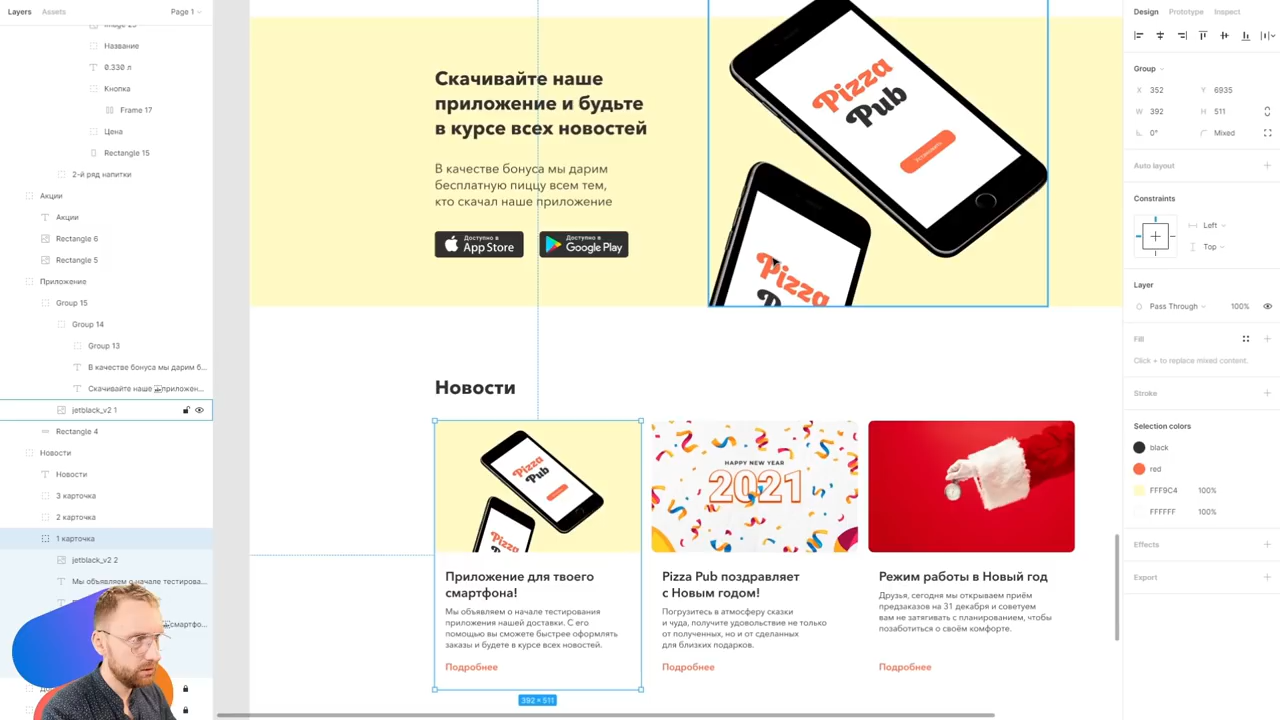 Layers
Assets
Page 1
Название
0.330 л
Кнопка
Frame 17
Цена
Rectangle 15
2-й ряд напитки
Акции
Акции
Rectangle 6
Rectangle 5
Приложение
Group 15
Group 14
Group 13
В качестве бонуса мы дарим б...
Скачивайте наше приложен...
jetblack_v2 1
Rectangle 4
Новости
Новости
3 карточка
2 карточка
1 карточка
jetblack_v2 2
Мы объявляем о начале тестирова...
смартфо...
Скачивайте наше
приложение и будьте
в курсе всех новостей
В качестве бонуса мы дарим
бесплатную пиццу всем тем,
кто скачал наше приложение
Доступно в
App Store
Доступно в
Google Play
Pizza
Pub
Установить
Pizza
Новости
Pizza
Pub
Pizza
Приложение для твоего
смартфона!
Мы объявляем о начале тестирования
приложения нашей доставки. С его
помощью вы сможете быстрее оформлять
заказы и будете в курсе всех новостей.
Подробнее
392 × 511
HAPPY NEW YEAR
2021
Pizza Pub поздравляет
с Новым годом!
Погрузитесь в атмосферу сказки
и чуда, получите удовольствие не только
от полученных, но и от сделанных
для близких подарков.
Подробнее
Режим работы в Новый год
Друзья, сегодня мы открываем приём
предзаказов на 31 декабря и советуем
вам не затягивать с планированием, чтобы
позаботиться о своём комфорте.
Подробнее
Design
Prototype
Inspect
Group
X 352
Y 6935
W 392
H 511
0°
Mixed
Auto layout
Constraints
Left
Top
Layer
Pass Through
100%
Fill
Click + to replace mixed content.
Stroke
Selection colors
black
red
FFF9C4 100%
FFFFFF 100%
Effects
Export